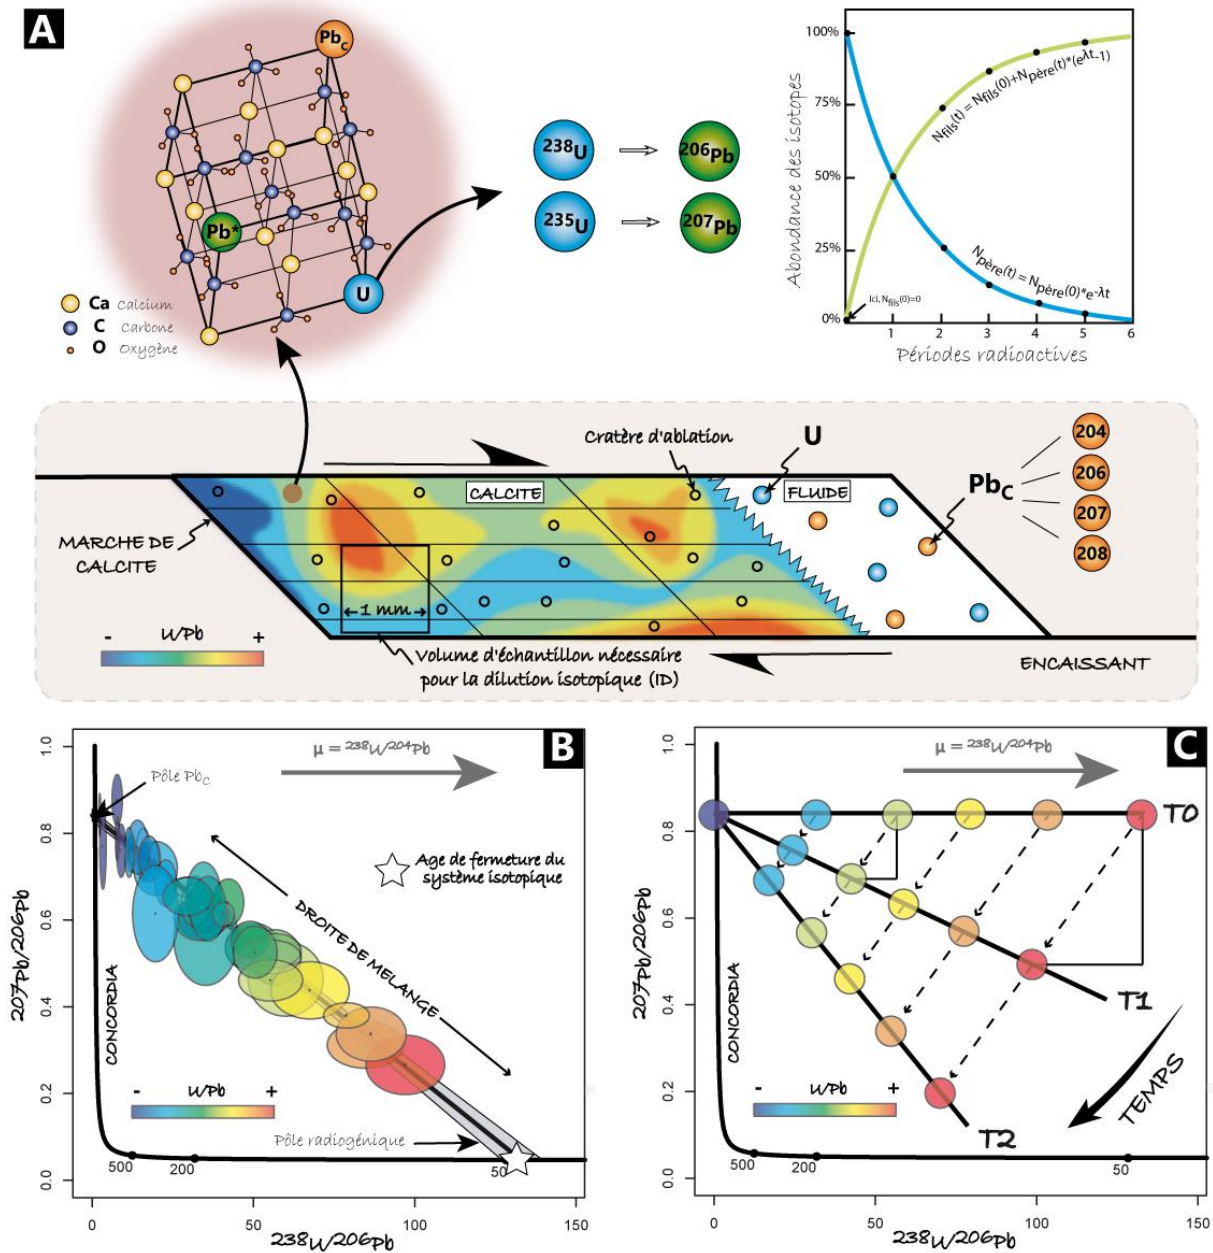 A
Pbc
Pb*
U
Ca Calcium
C Carbone
O Oxygène
238U ⇒ 206Pb
235U ⇒ 207Pb
Abondance des isotopes
100%
75%
50%
25%
0%
Nfils(t) = Nfils(0)+Npère(t)*(eλt-1)
Npère(t) = Npère(0)*e-λt
Ici, Nfils(0)=0
0 1 2 3 4 5 6
Périodes radioactives
Cratère d'ablation
U
CALCITE
FLUIDE
Pbc
204
206
207
208
MARCHE DE
CALCITE
1 mm
- U/Pb +
Volume d'échantillon nécessaire
pour la dilution isotopique (ID)
ENCAISSANT
B
μ = 238U/204Pb
Pôle Pbc
Age de fermeture du
système isotopique
DROITE DE MELANGE
CONCORDIA
- U/Pb +
Pôle radiogénique
500
200
50
207Pb/206Pb
1.0
0.8
0.6
0.4
0.2
0.0
0 50 100 150
238U/206Pb
C
μ = 238U/204Pb
T0
T1
T2
TEMPS
CONCORDIA
- U/Pb +
500
200
50
207Pb/206Pb
1.0
0.8
0.6
0.4
0.2
0.0
0 50 100 150
238U/206Pb